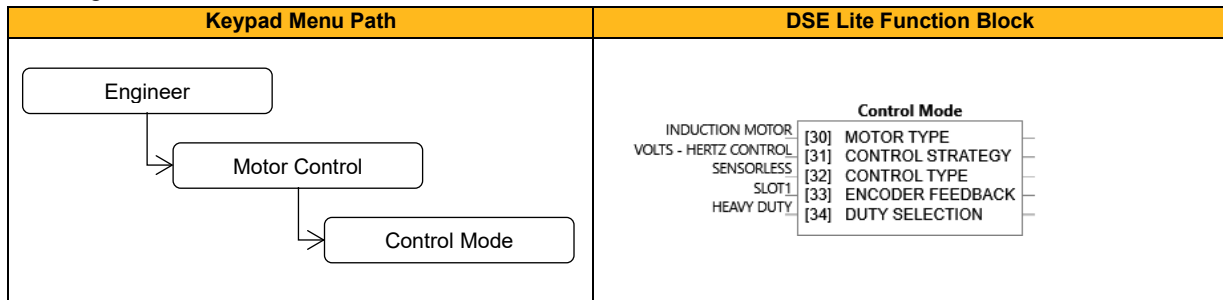 Keypad Menu Path
DSE Lite Function Block
Engineer
Motor Control
Control Mode
Control Mode
INDUCTION MOTOR [30] MOTOR TYPE
VOLTS - HERTZ CONTROL [31] CONTROL STRATEGY
SENSORLESS [32] CONTROL TYPE
SLOT1 [33] ENCODER FEEDBACK
HEAVY DUTY [34] DUTY SELECTION